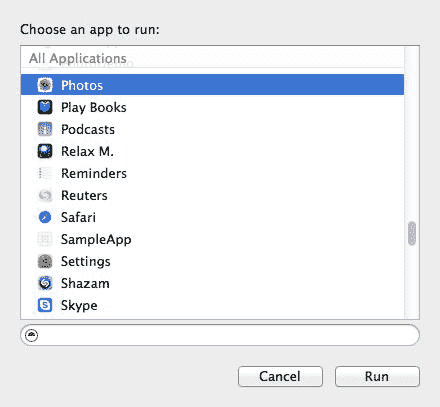 Choose an app to run:
All Applications
Photos
Play Books
Podcasts
Relax M.
Reminders
Reuters
Safari
SampleApp
Settings
Shazam
Skype
Cancel
Run